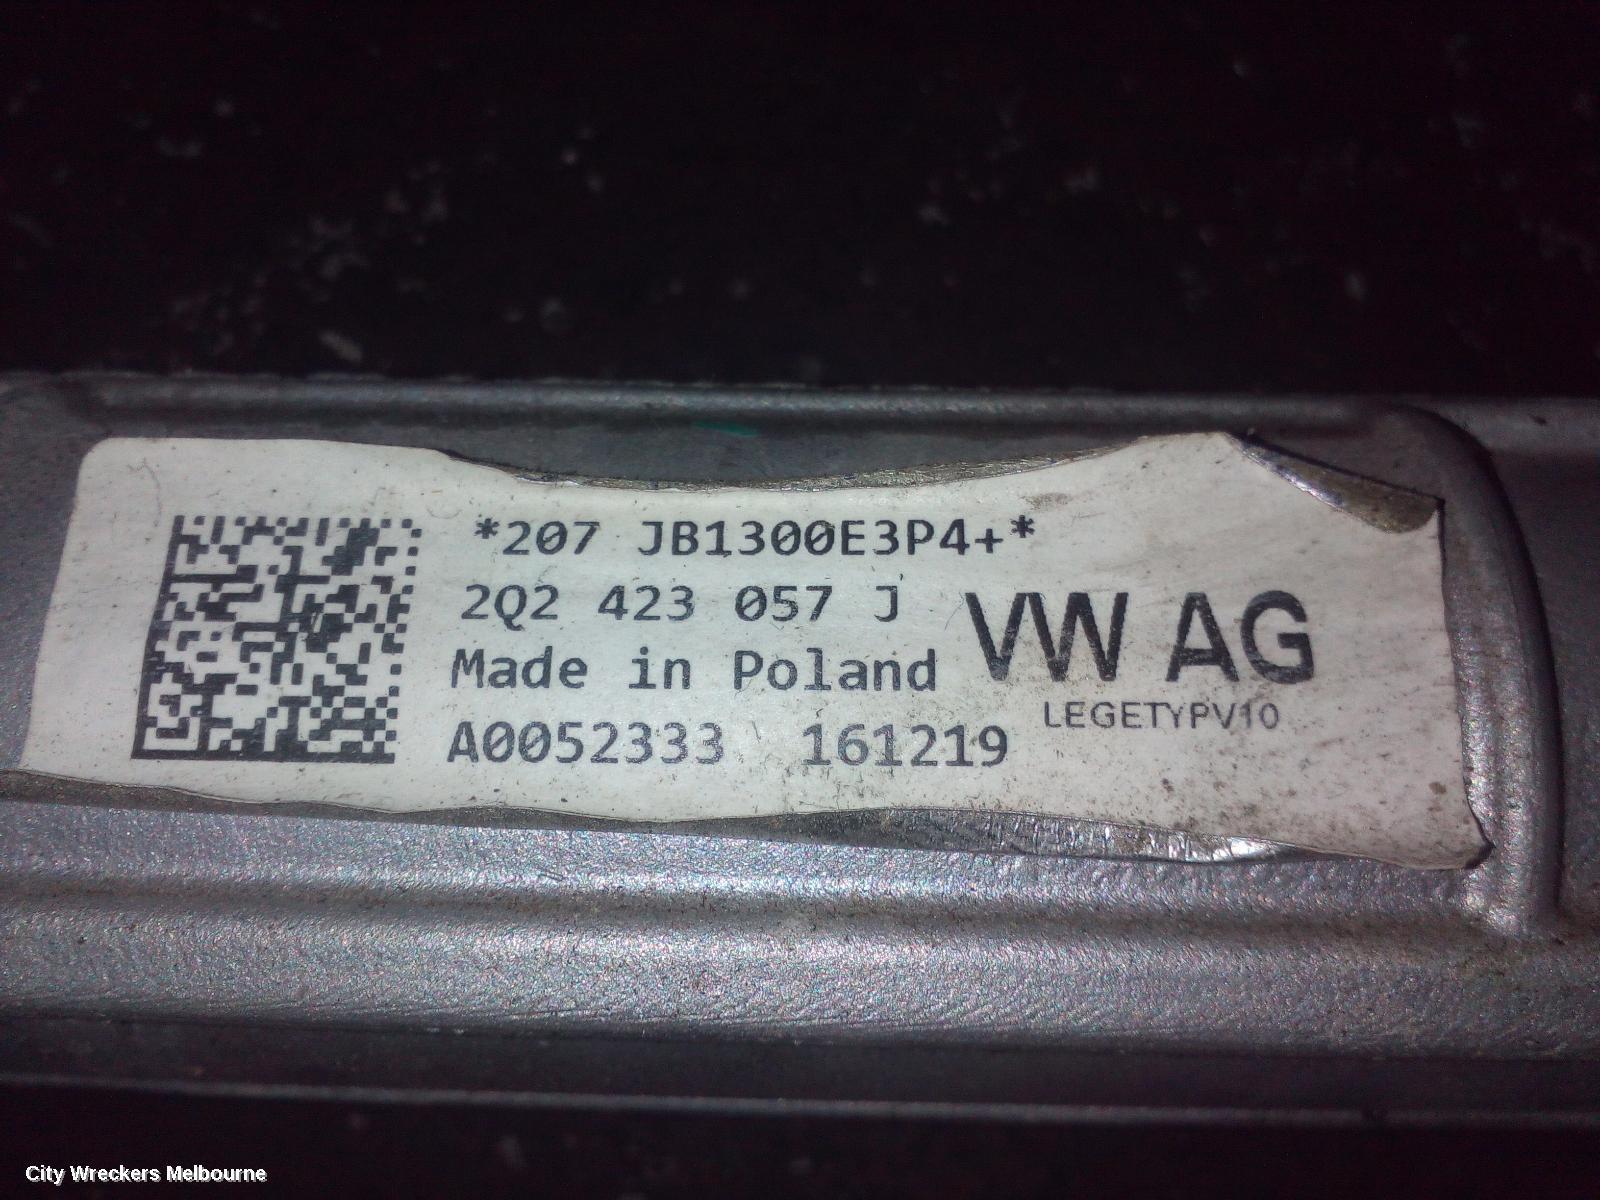 *207 JB1300E3P4+*
2Q2 423 057 J
Made in Poland
A0052333 161219
VW AG
LEGETYPV10
City Wreckers Melbourne